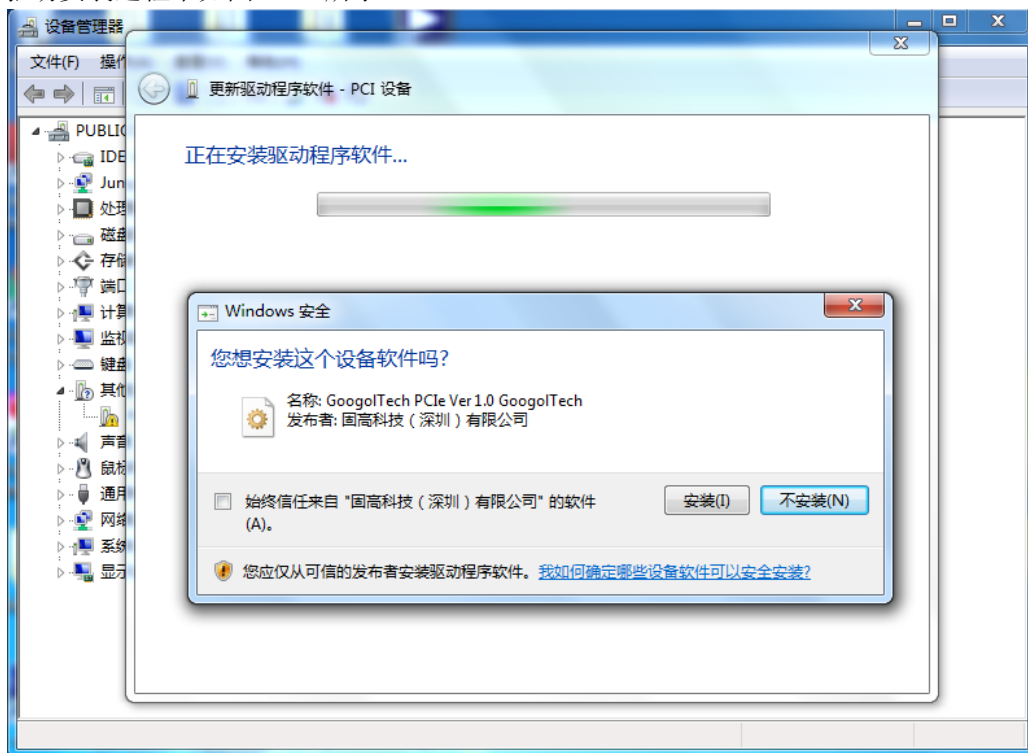 设备管理器
文件(F) 操作
更新驱动程序软件 - PCI 设备
正在安装驱动程序软件...
PUBLIC
IDE
Jun
处理
磁盘
存储
端口
计算
监视
键盘
其他
声音
鼠标
通用
网络
系统
显示
Windows 安全
您想安装这个设备软件吗?
名称: GoogolTech PCIe Ver1.0 GoogolTech
发布者: 固高科技（深圳）有限公司
始终信任来自 "固高科技（深圳）有限公司" 的软件
(A)。
安装(I)
不安装(N)
您应仅从可信的发布者安装驱动程序软件。我如何确定哪些设备软件可以安全安装?